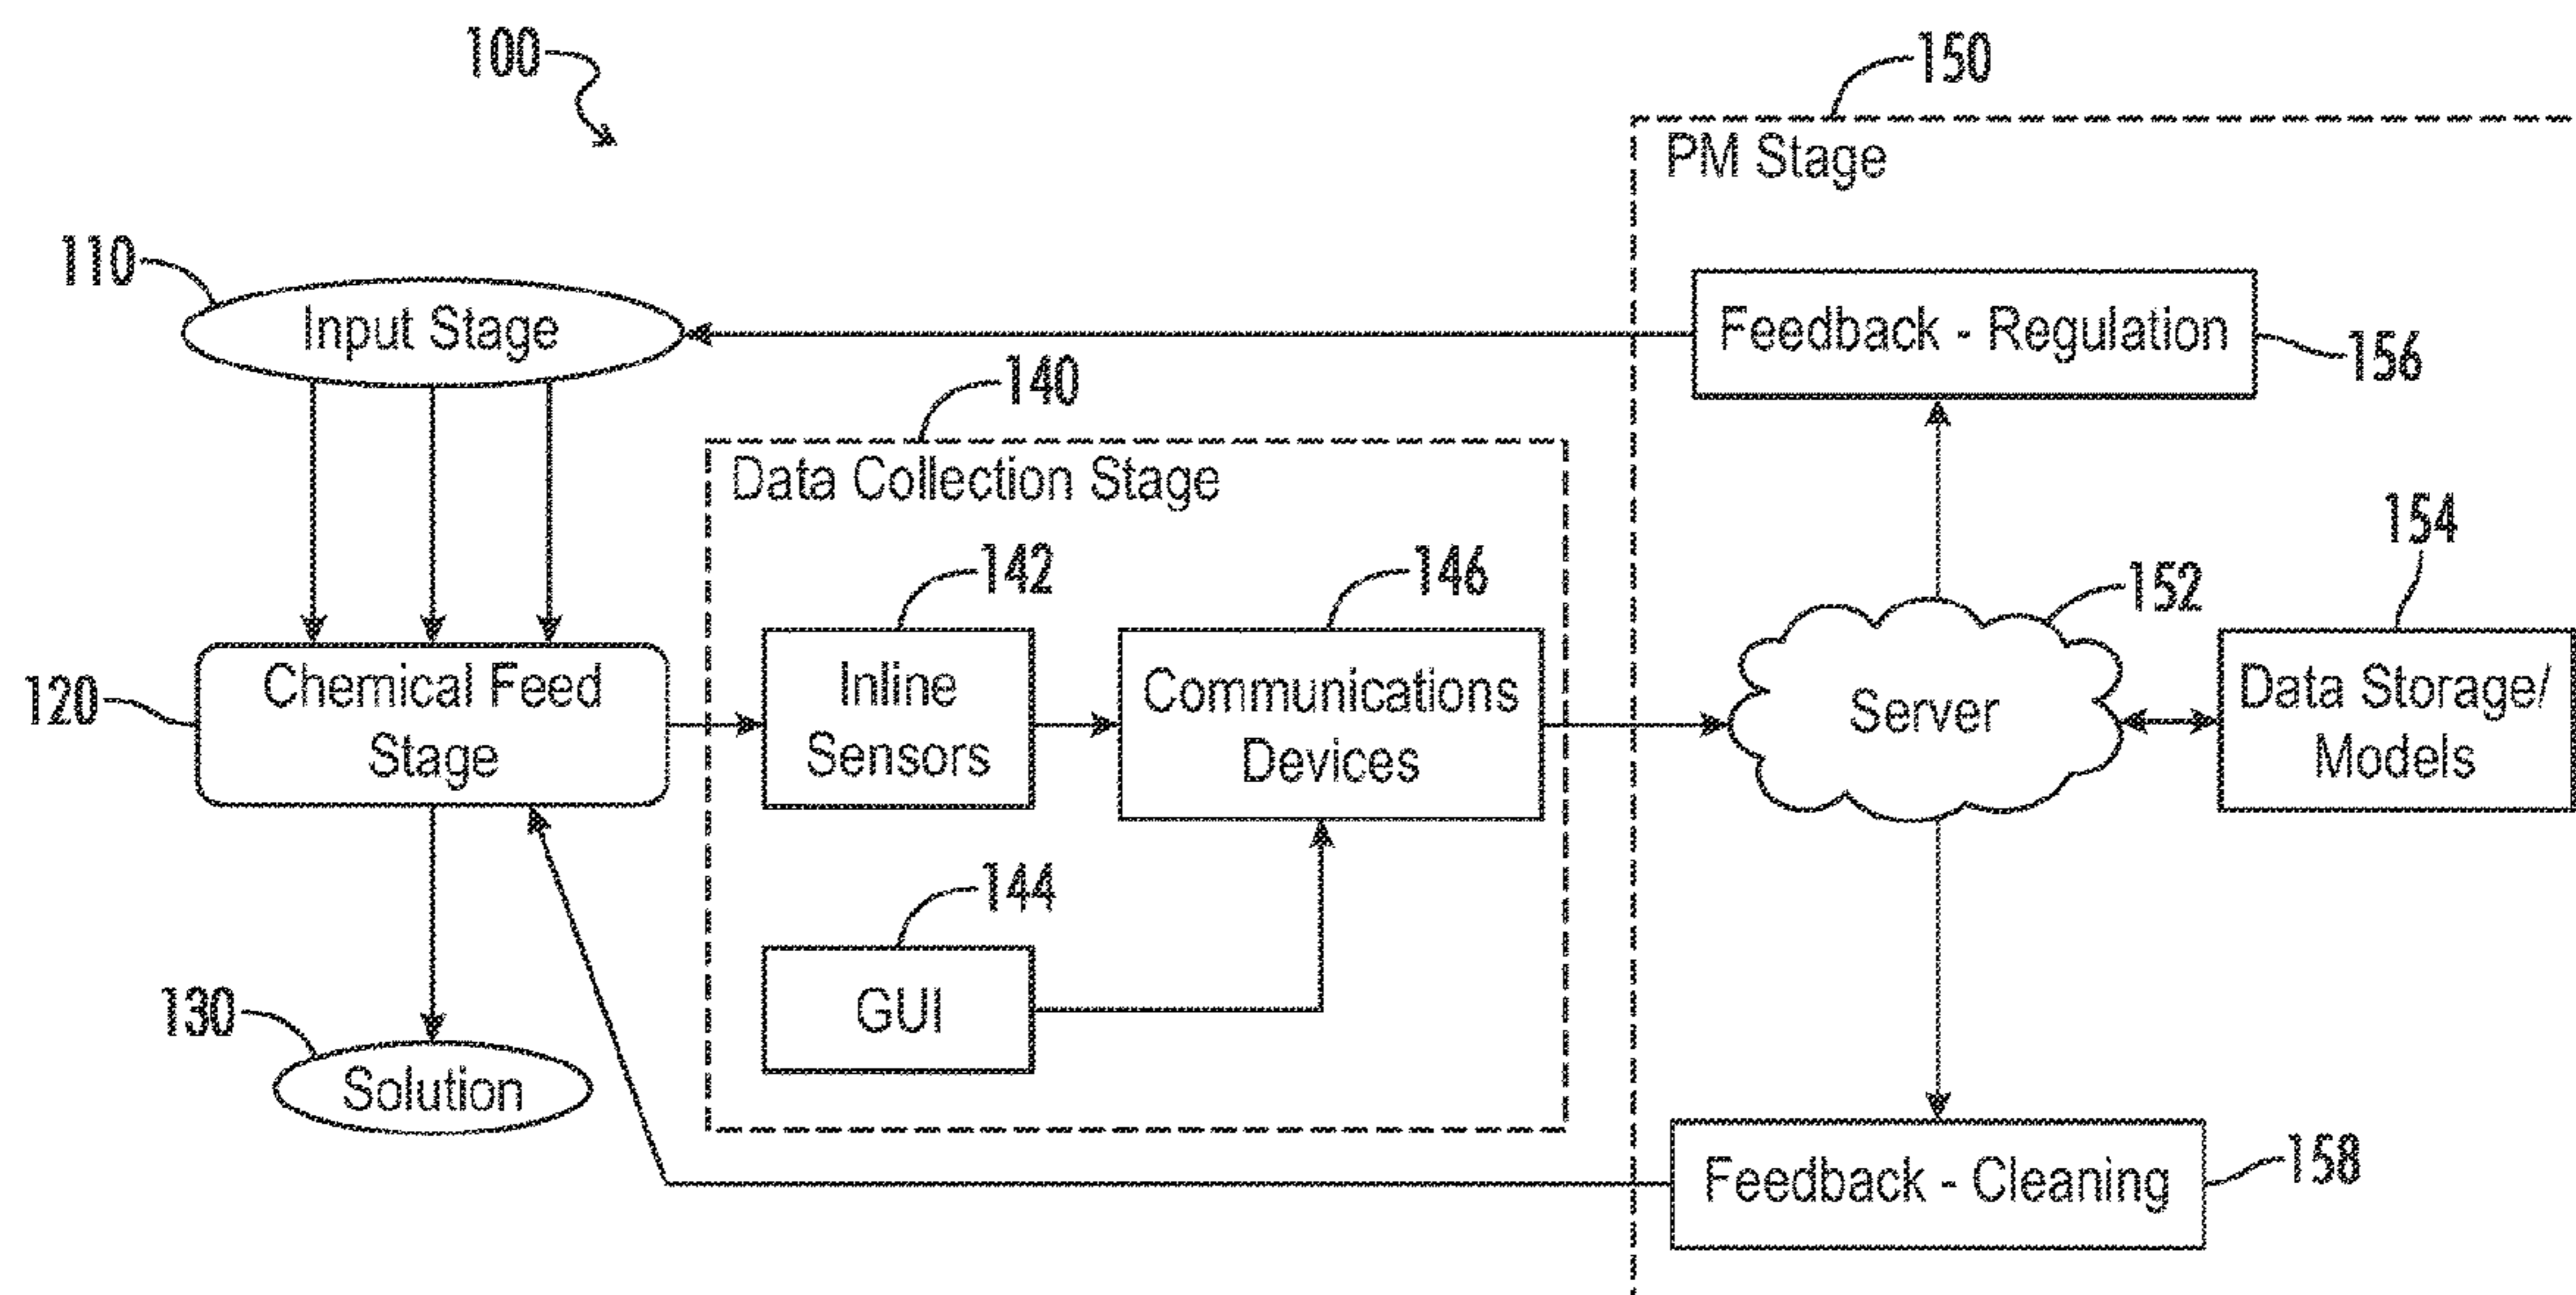 100
150
PM Stage
110
Input Stage
Feedback - Regulation
156
140
Data Collection Stage
154
142
146
152
120
Chemical Feed
Stage
Inline
Sensors
Communications
Devices
Server
Data Storage/
Models
144
GUI
130
Solution
Feedback - Cleaning
158